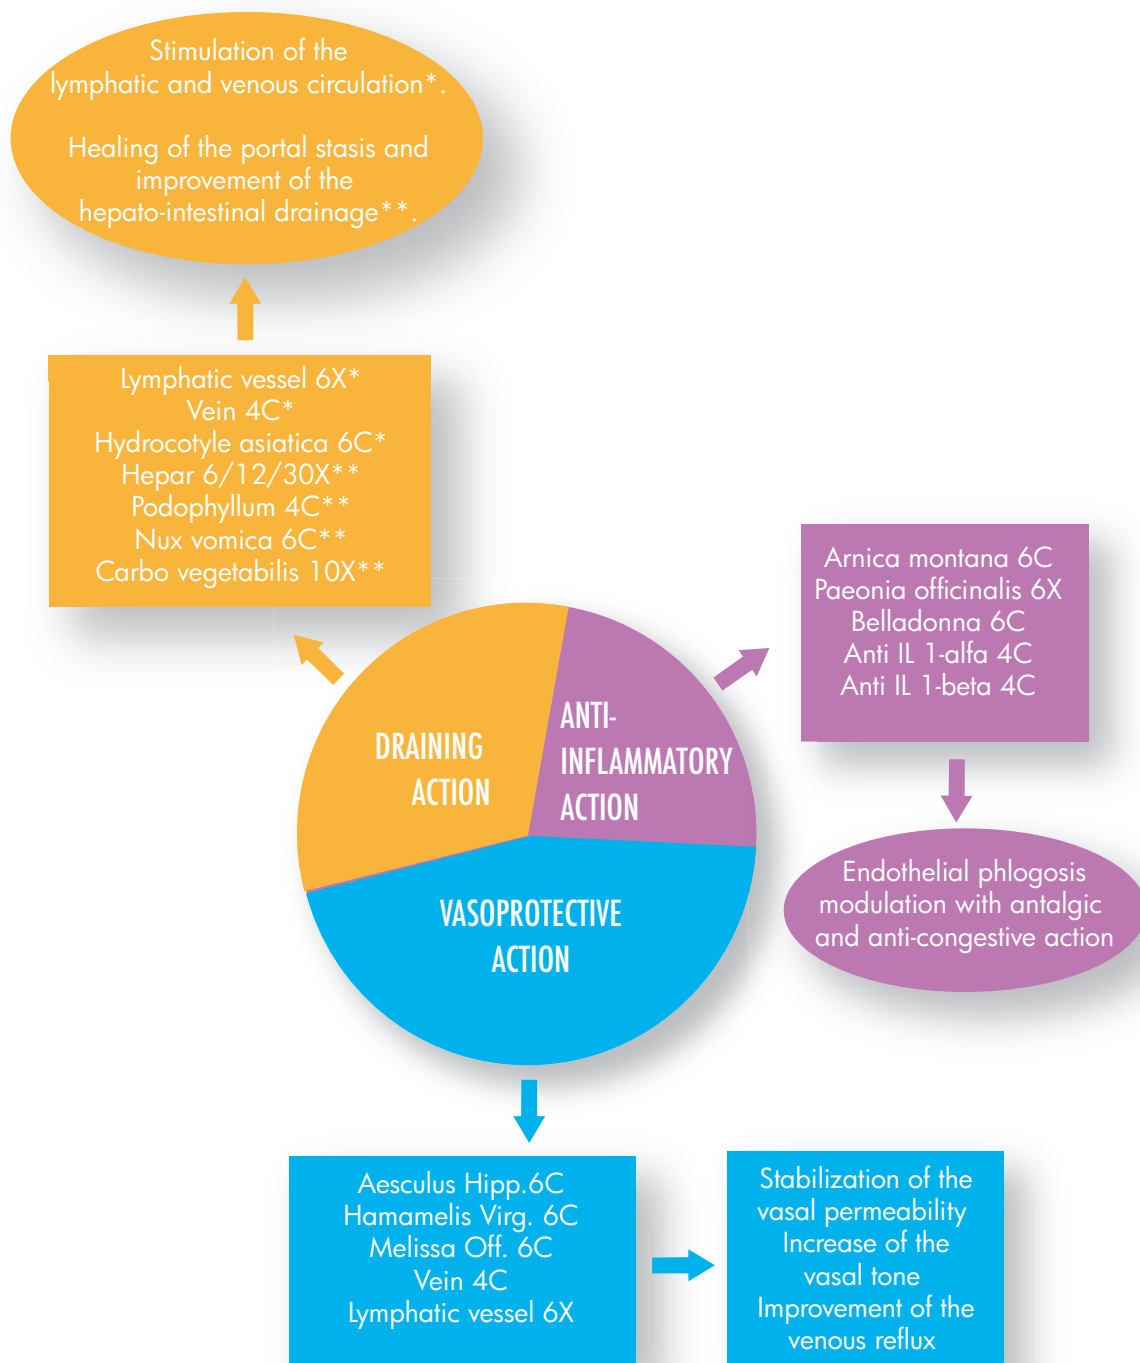 Stimulation of the
lymphatic and venous circulation*.
Healing of the portal stasis and
improvement of the
hepato-intestinal drainage**.
Lymphatic vessel 6X*
Vein 4C*
Hydrocotyle asiatica 6C*
Hepar 6/12/30X**
Podophyllum 4C**
Nux vomica 6C**
Carbo vegetabilis 10X**
Arnica montana 6C
Paeonia officinalis 6X
Belladonna 6C
Anti IL 1-alfa 4C
Anti IL 1-beta 4C
DRAINING
ACTION
ANTI-
INFLAMMATORY
ACTION
Endothelial phlogosis
modulation with antalgic
and anti-congestive action
VASOPROTECTIVE
ACTION
Aesculus Hipp.6C
Hamamelis Virg. 6C
Melissa Off. 6C
Vein 4C
Lymphatic vessel 6X
Stabilization of the
vasal permeability
Increase of the
vasal tone
Improvement of the
venous reflux